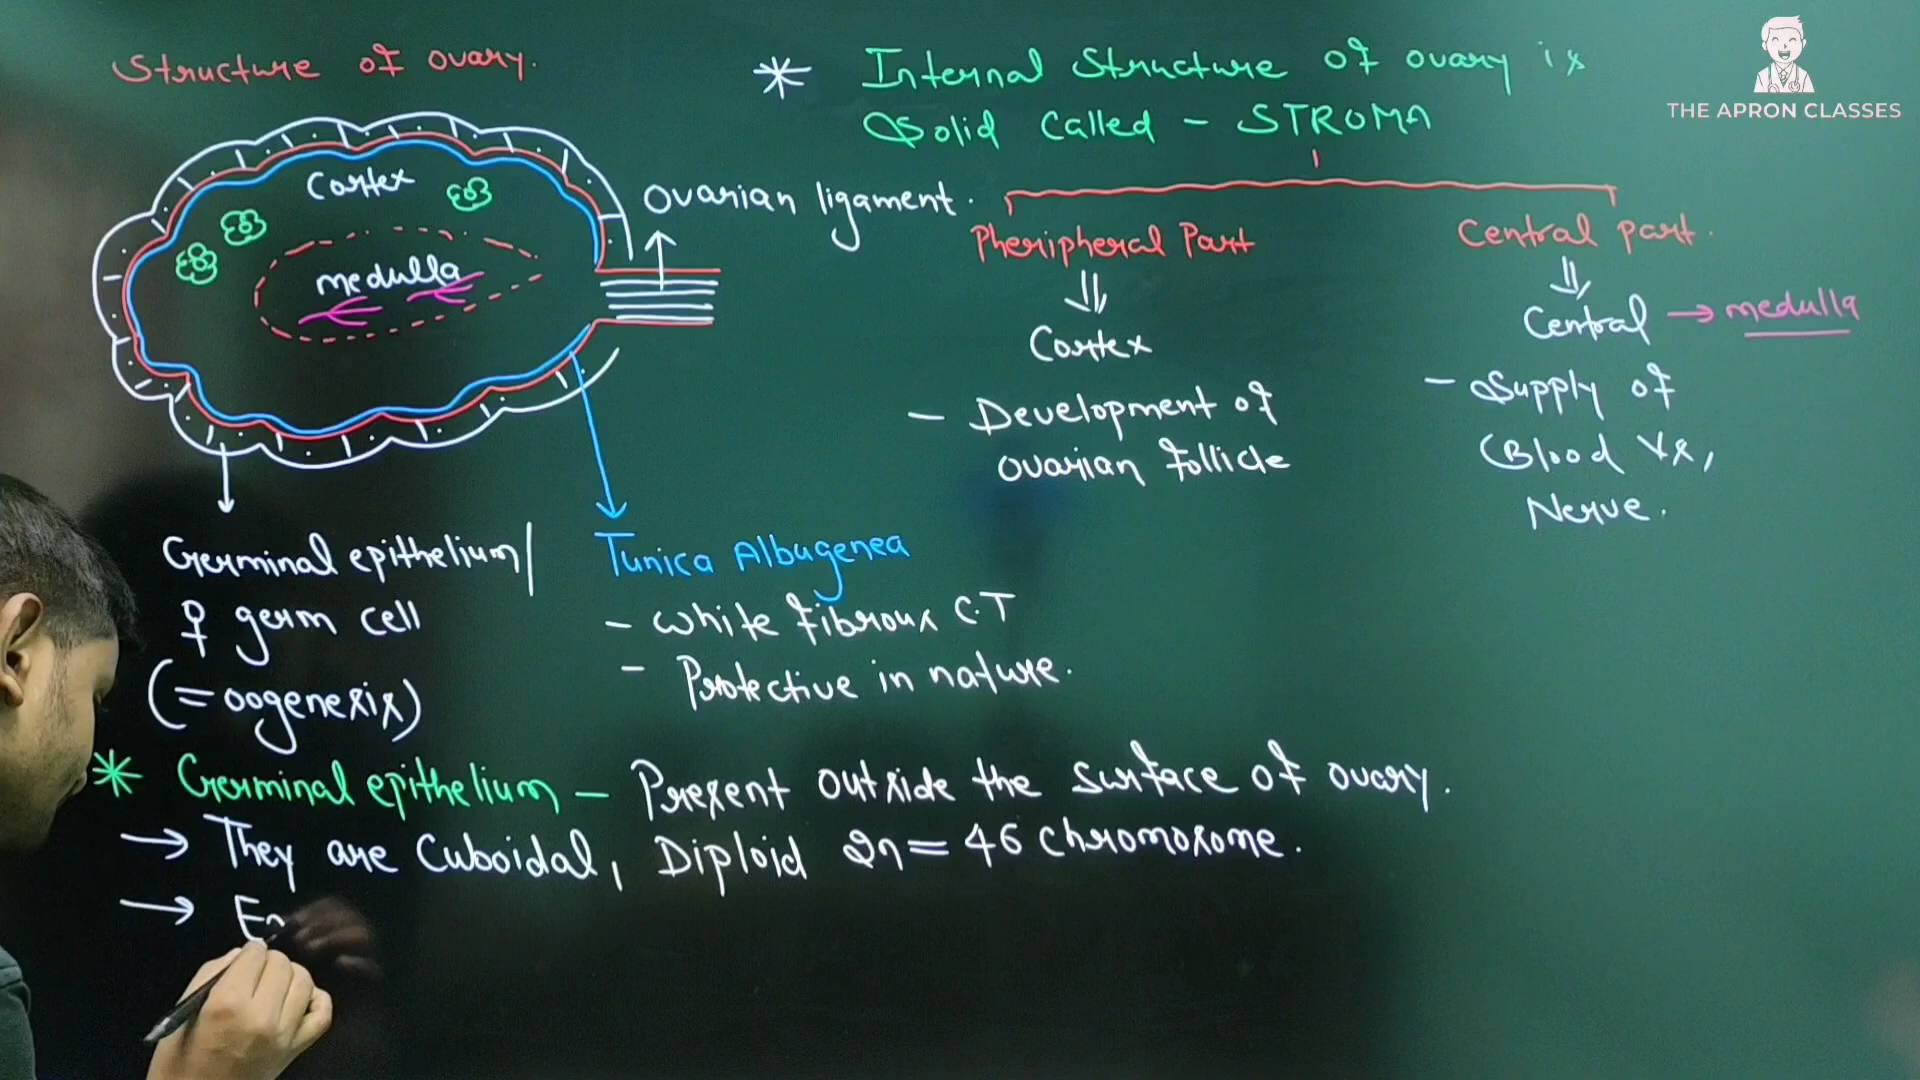 Structure of ovary.
* Internal Structure of ovary is
Solid Called - STROMA
THE APRON CLASSES
Cortex
medulla
Ovarian ligament.
Pheripheral Part
Cortex
- Development of
ovarian follicle
Central part.
Central → medulla
- Supply of
Blood Vs,
Nerve.
Germinal epithelium/
♀ germ cell
(= oogenesis)
Tunica Albugenea
- White fibrous C.T
- Protective in nature.
* Germinal epithelium - Present outside the surface of ovary.
→ They are Cuboidal, Diploid 2n = 46 Chromosome.
→ En